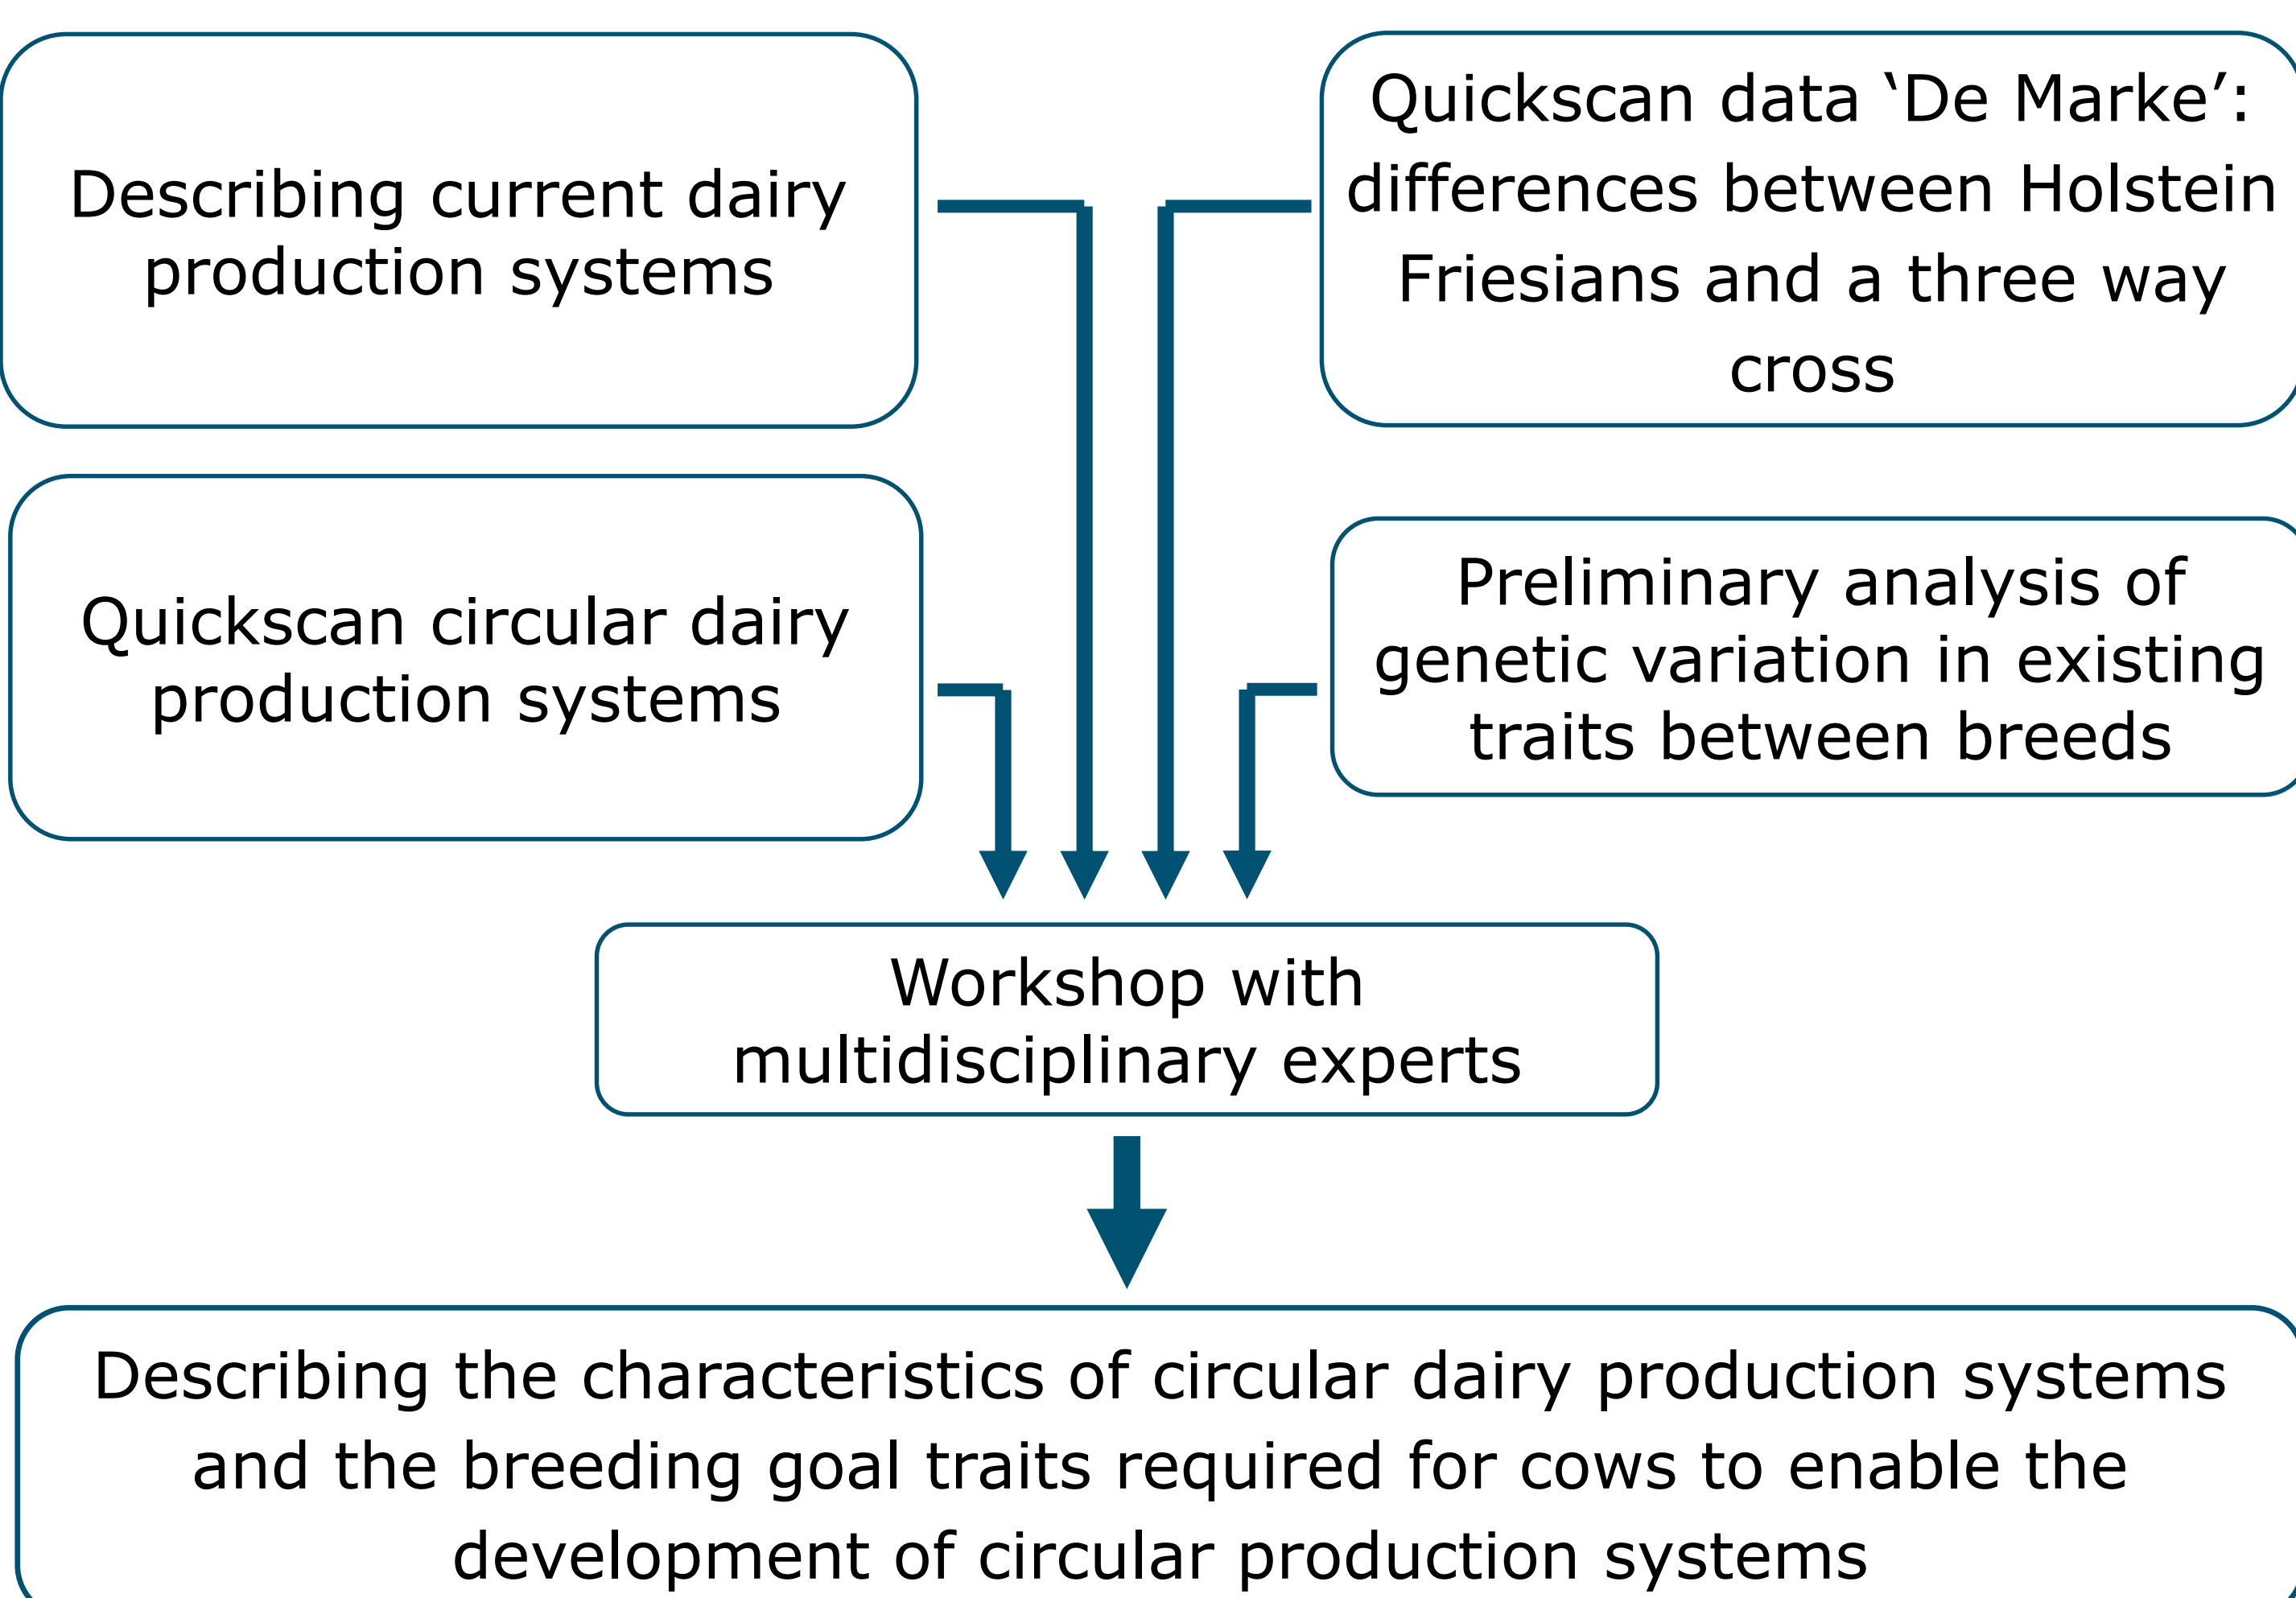 Describing current dairy
production systems
Quickscan data ‘De Marke’:
differences between Holstein
Friesians and a three way
cross
Quickscan circular dairy
production systems
Preliminary analysis of
genetic variation in existing
traits between breeds
Workshop with
multidisciplinary experts
Describing the characteristics of circular dairy production systems
and the breeding goal traits required for cows to enable the
development of circular production systems